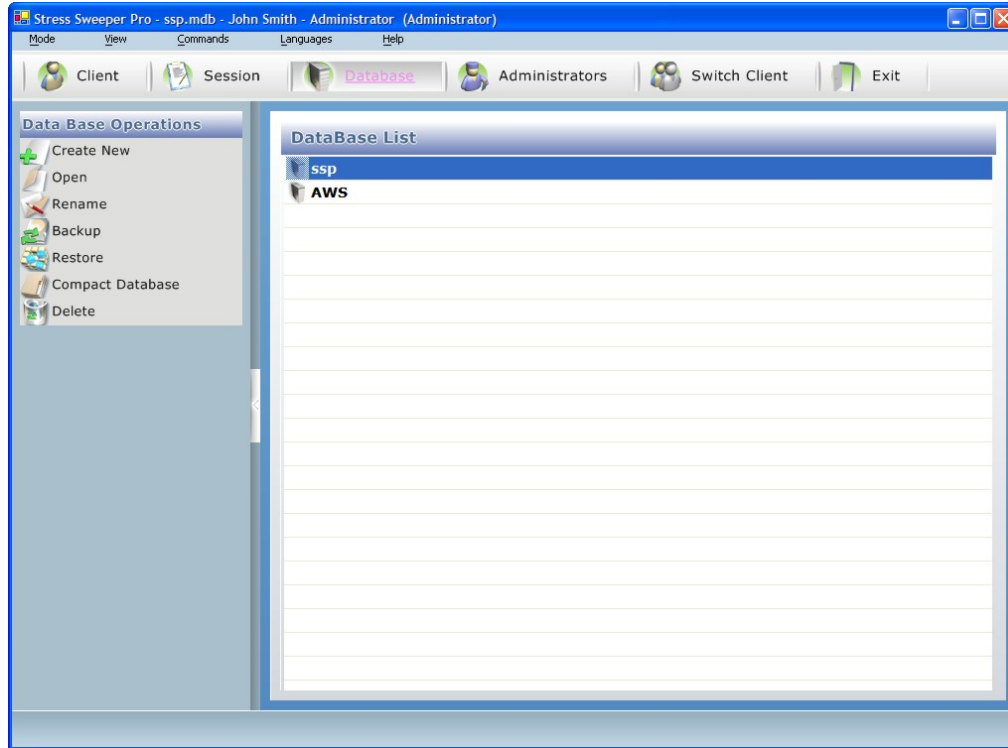 Stress Sweeper Pro - ssp.mdb - John Smith - Administrator (Administrator)
Mode View Commands Languages Help
Client Session Database Administrators Switch Client Exit
Data Base Operations
Create New
Open
Rename
Backup
Restore
Compact Database
Delete
DataBase List
ssp
AWS